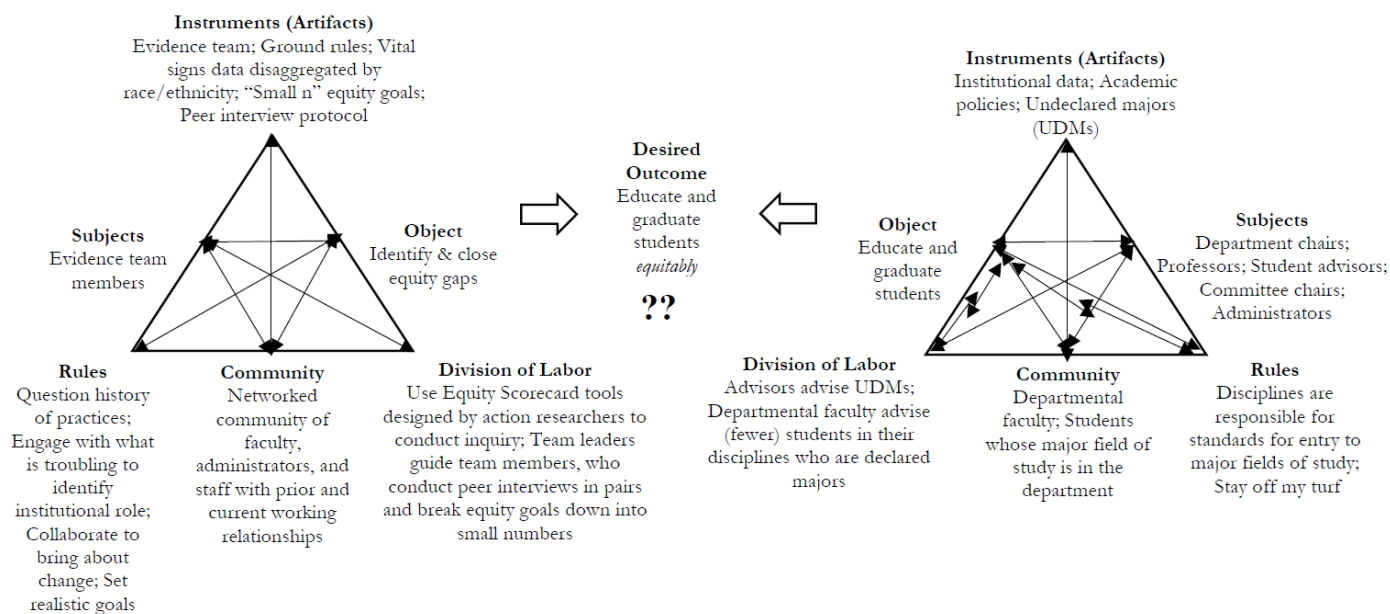 Instruments (Artifacts)
Evidence team; Ground rules; Vital
signs data disaggregated by
race/ethnicity; “Small n” equity goals;
Peer interview protocol
Subjects
Evidence team
members
Object
Identify & close
equity gaps
Rules
Question history
of practices;
Engage with what
is troubling to
identify
institutional role;
Collaborate to
bring about
change; Set
realistic goals
Community
Networked
community of
faculty,
administrators, and
staff with prior and
current working
relationships
Division of Labor
Use Equity Scorecard tools
designed by action researchers to
conduct inquiry; Team leaders
guide team members, who
conduct peer interviews in pairs
and break equity goals down into
small numbers
Desired
Outcome
Educate and
graduate
students
equitably
??
Instruments (Artifacts)
Institutional data; Academic
policies; Undeclared majors
(UDMs)
Object
Educate and
graduate
students
Subjects
Department chairs;
Professors; Student advisors;
Committee chairs;
Administrators
Division of Labor
Advisors advise UDMs;
Departmental faculty advise
(fewer) students in their
disciplines who are declared
majors
Community
Departmental
faculty; Students
whose major field of
study is in the
department
Rules
Disciplines are
responsible for
standards for entry to
major fields of study;
Stay off my turf